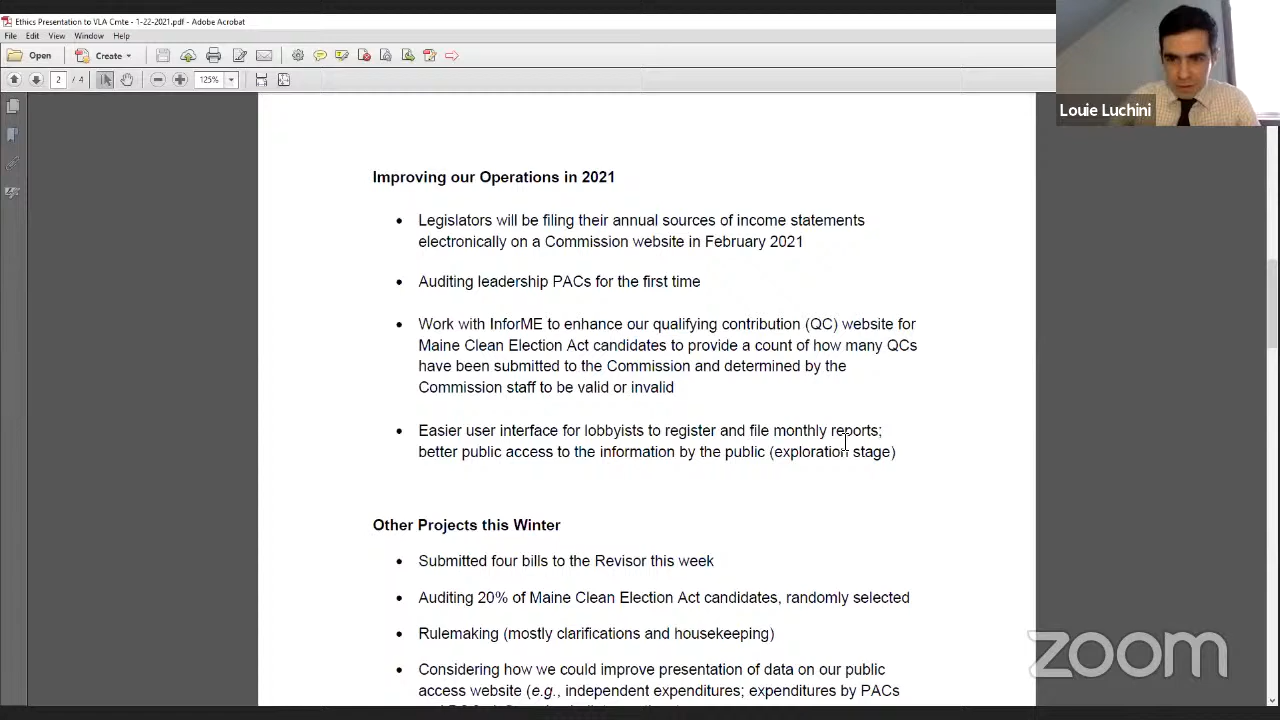 Ethics Presentation to VLA Cmte - 1-22-2021.pdf - Adobe Acrobat
File Edit View Window Help
Open Create
2 / 4 125%
Louie Luchini
Improving our Operations in 2021
• Legislators will be filing their annual sources of income statements
electronically on a Commission website in February 2021
• Auditing leadership PACs for the first time
• Work with InforME to enhance our qualifying contribution (QC) website for
Maine Clean Election Act candidates to provide a count of how many QCs
have been submitted to the Commission and determined by the
Commission staff to be valid or invalid
• Easier user interface for lobbyists to register and file monthly reports;
better public access to the information by the public (exploration stage)
Other Projects this Winter
• Submitted four bills to the Revisor this week
• Auditing 20% of Maine Clean Election Act candidates, randomly selected
• Rulemaking (mostly clarifications and housekeeping)
• Considering how we could improve presentation of data on our public
access website (e.g., independent expenditures; expenditures by PACs
zoom